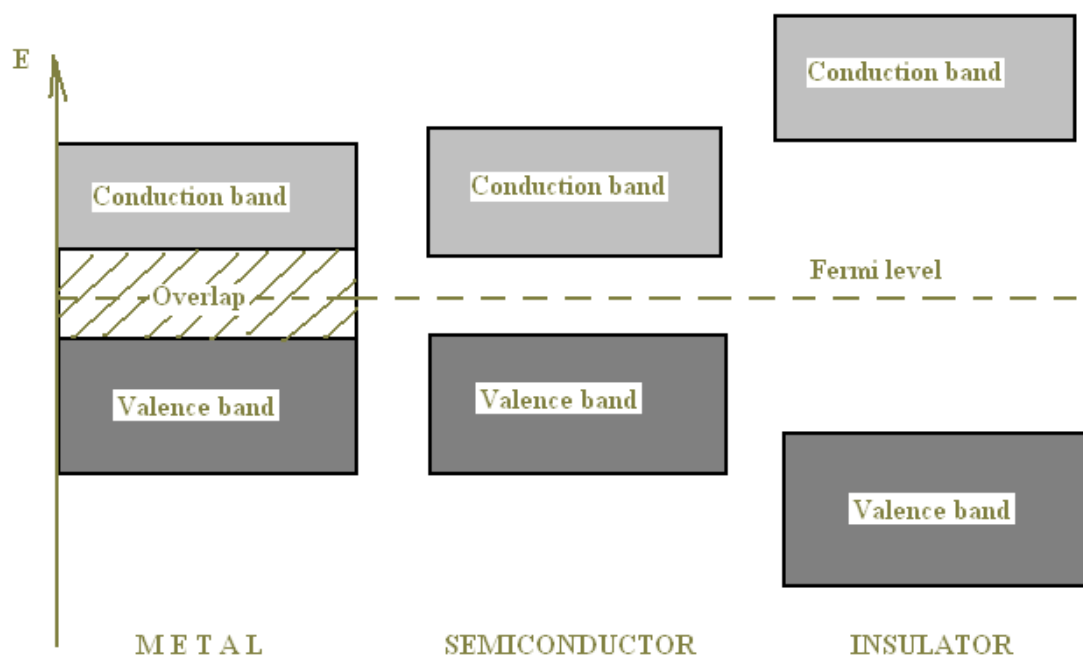 E
Conduction band
Conduction band
Conduction band
Fermi level
Overlap
Valence band
Valence band
Valence band
M E T A L
SEMICONDUCTOR
INSULATOR